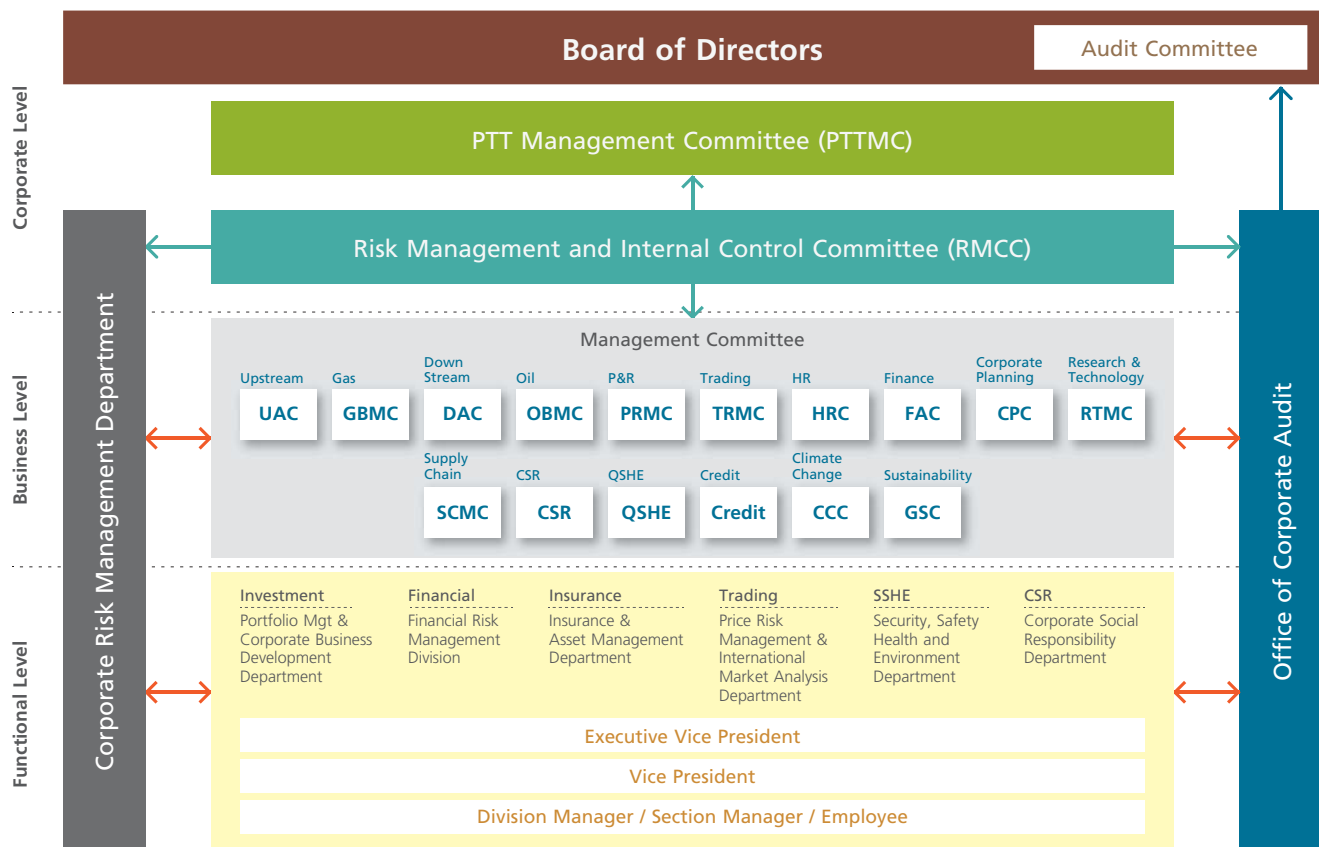 Board of Directors
Audit Committee
Corporate Level
PTT Management Committee (PTTMC)
Risk Management and Internal Control Committee (RMCC)
Corporate Risk Management Department
Office of Corporate Audit
Business Level
Management Committee
Upstream
UAC
Gas
GBMC
Down
Stream
DAC
Oil
OBMC
P&R
PRMC
Trading
TRMC
HR
HRC
Finance
FAC
Corporate
Planning
CPC
Research &
Technology
RTMC
Supply
Chain
SCMC
CSR
CSR
QSHE
QSHE
Credit
Credit
Climate
Change
CCC
Sustainability
GSC
Functional Level
Investment
Portfolio Mgt &
Corporate Business
Development
Department
Financial
Financial Risk
Management
Division
Insurance
Insurance &
Asset Management
Department
Trading
Price Risk
Management &
International
Market Analysis
Department
SSHE
Security, Safety
Health and
Environment
Department
CSR
Corporate Social
Responsibility
Department
Executive Vice President
Vice President
Division Manager / Section Manager / Employee